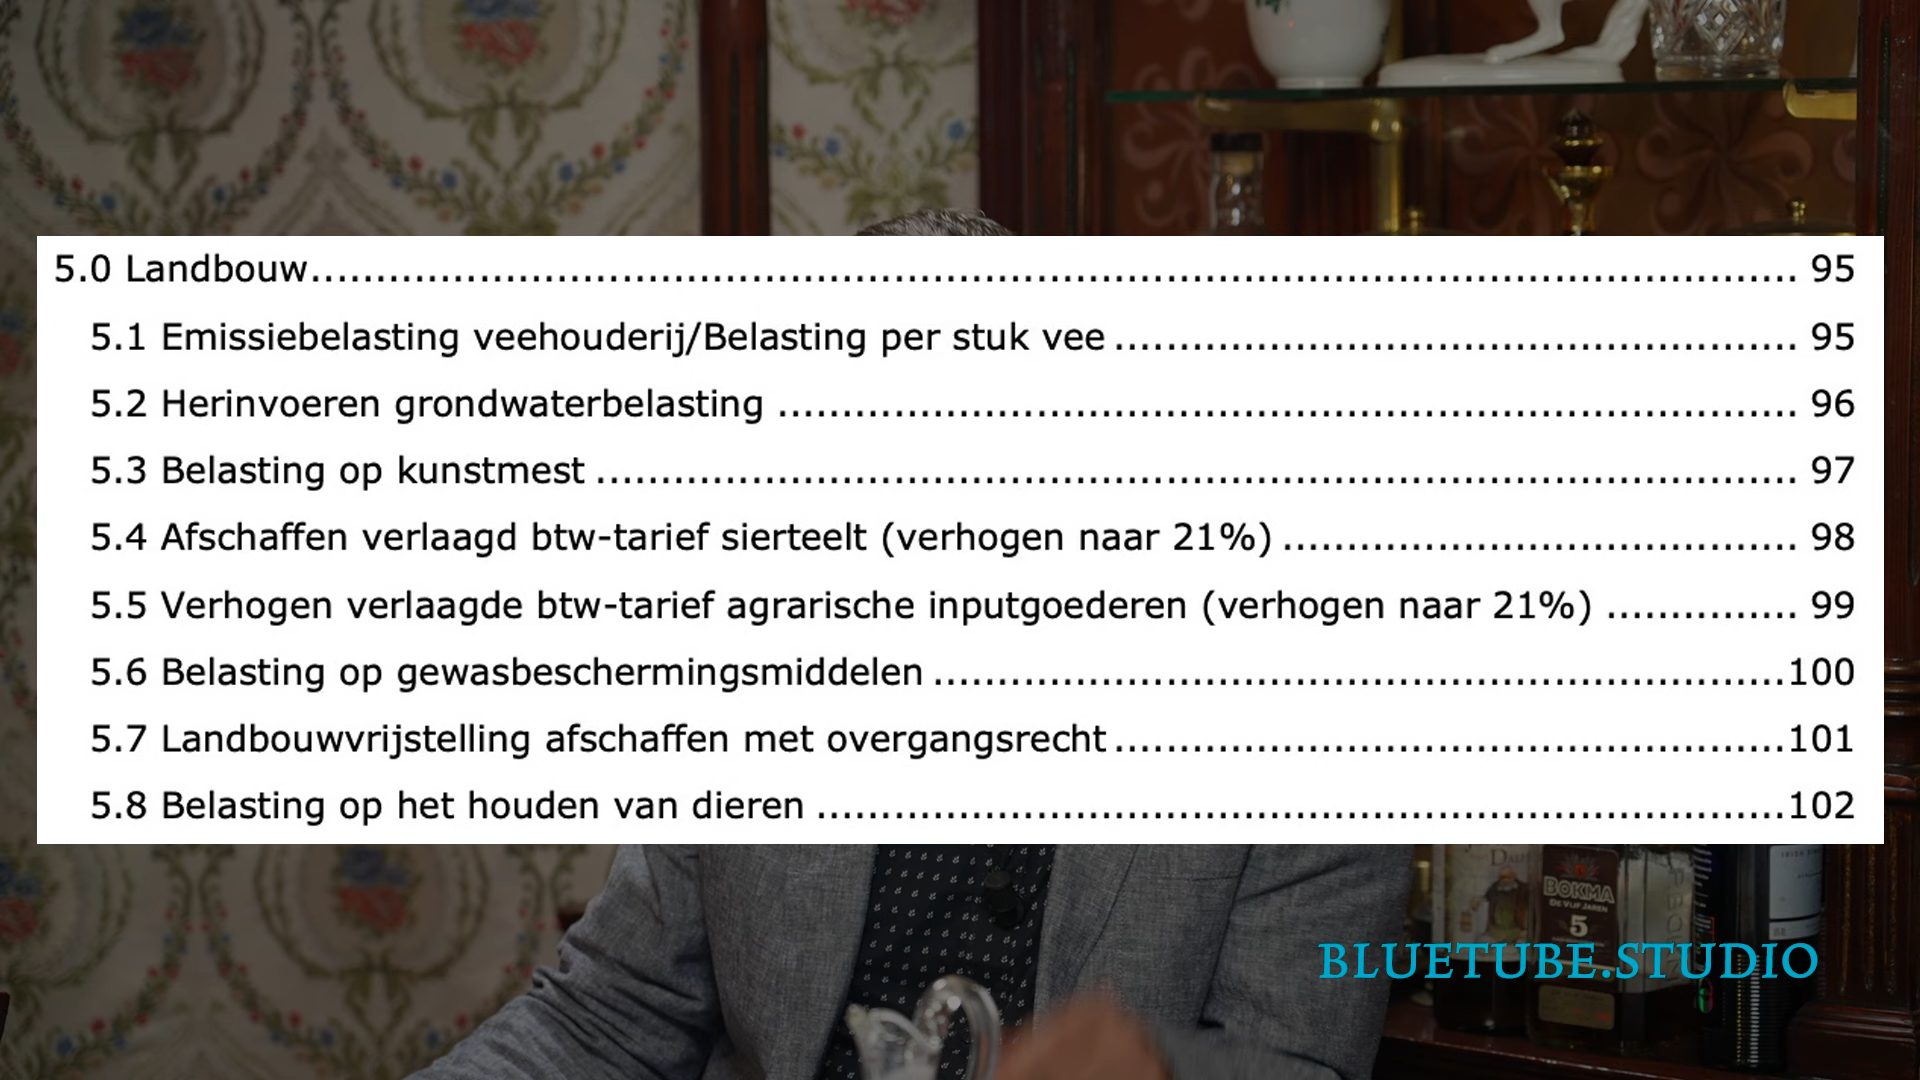 5.0 Landbouw........................................................................................................................ 95
5.1 Emissiebelasting veehouderij/Belasting per stuk vee ....................................................... 95
5.2 Herinvoeren grondwaterbelasting ................................................................................... 96
5.3 Belasting op kunstmest .................................................................................................. 97
5.4 Afschaffen verlaagd btw-tarief sierteelt (verhogen naar 21%) .......................................... 98
5.5 Verhogen verlaagde btw-tarief agrarische inputgoederen (verhogen naar 21%) ............... 99
5.6 Belasting op gewasbeschermingsmiddelen .....................................................................100
5.7 Landbouwvrijstelling afschaffen met overgangsrecht ......................................................101
5.8 Belasting op het houden van dieren ..............................................................................102
BOKMA
DE VIJF JAREN
5
BLUETUBE.STUDIO